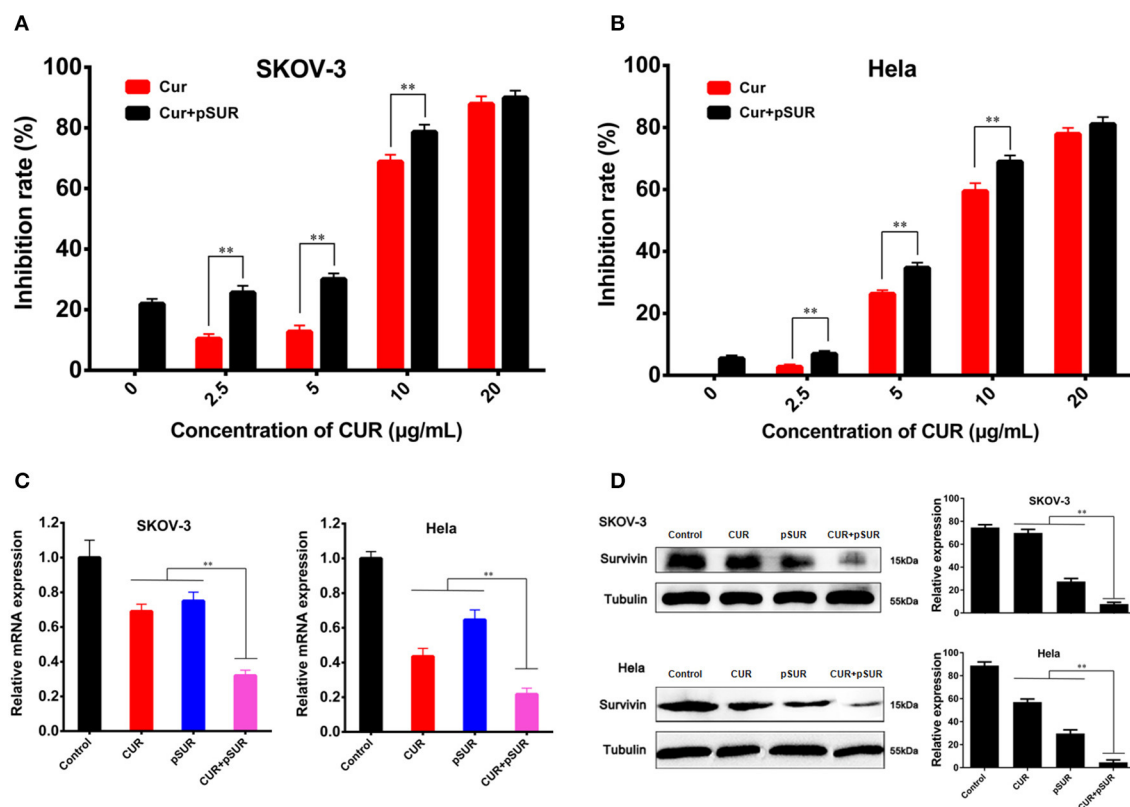 A
SKOV-3
Cur
Cur+pSUR
Inhibition rate (%)
100
80
60
40
20
0
**
**
**
0
2.5
5
10
20
Concentration of CUR (μg/mL)
B
Hela
Cur
Cur+pSUR
Inhibition rate (%)
100
80
60
40
20
0
**
**
**
0
2.5
5
10
20
Concentration of CUR (μg/mL)
C
SKOV-3
Relative mRNA expression
1.2
1.0
0.8
0.6
0.4
0.2
0.0
**
Control
CUR
pSUR
CUR+pSUR
Hela
Relative mRNA expression
1.2
1.0
0.8
0.6
0.4
0.2
0.0
**
Control
CUR
pSUR
CUR+pSUR
D
SKOV-3
Control CUR pSUR CUR+pSUR
Survivin 15kDa
Tubulin 55kDa
SKOV-3
Relative expression
100
80
60
40
20
0
**
Hela
Control CUR pSUR CUR+pSUR
Survivin 15kDa
Tubulin 55kDa
Hela
Relative expression
100
90
80
70
60
50
40
30
20
10
0
**
Control
CUR
pSUR
CUR+pSUR